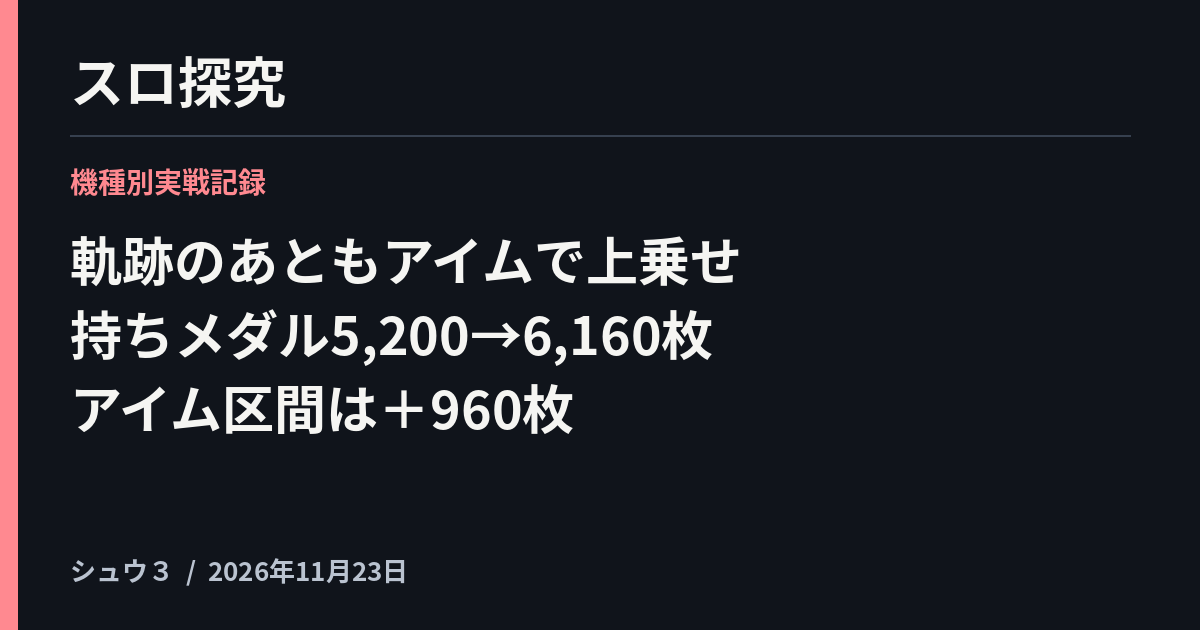 スロ探究
機種別実戦記録
軌跡のあともアイムで上乗せ
持ちメダル5,200→6,160枚
アイム区間は＋960枚
シュウ３ / 2026年11月23日